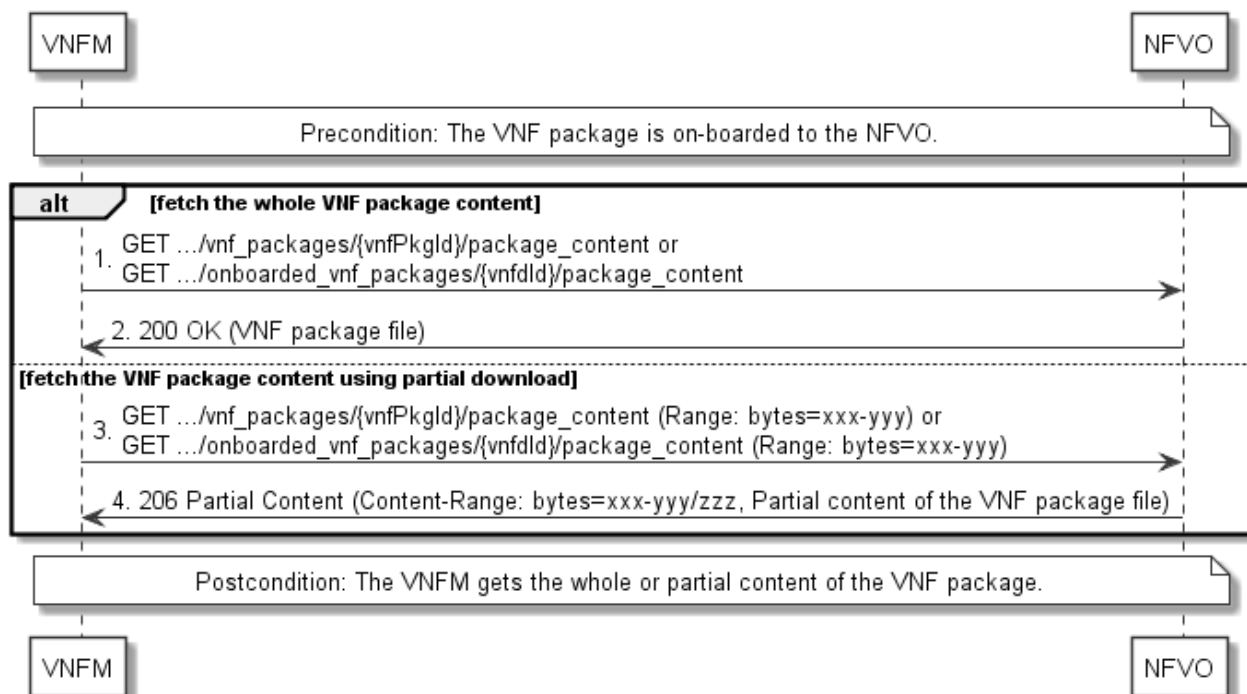 VNFM
NFVO
Precondition: The VNF package is on-boarded to the NFVO.
alt
[fetch the whole VNF package content]
1.
GET .../vnf_packages/{vnfPkgId}/package_content or
GET .../onboarded_vnf_packages/{vnfdId}/package_content
2. 200 OK (VNF package file)
[fetch the VNF package content using partial download]
3.
GET .../vnf_packages/{vnfPkgId}/package_content (Range: bytes=xxx-yyy) or
GET .../onboarded_vnf_packages/{vnfdId}/package_content (Range: bytes=xxx-yyy)
4. 206 Partial Content (Content-Range: bytes=xxx-yyy/zzz, Partial content of the VNF package file)
Postcondition: The VNFM gets the whole or partial content of the VNF package.
VNFM
NFVO